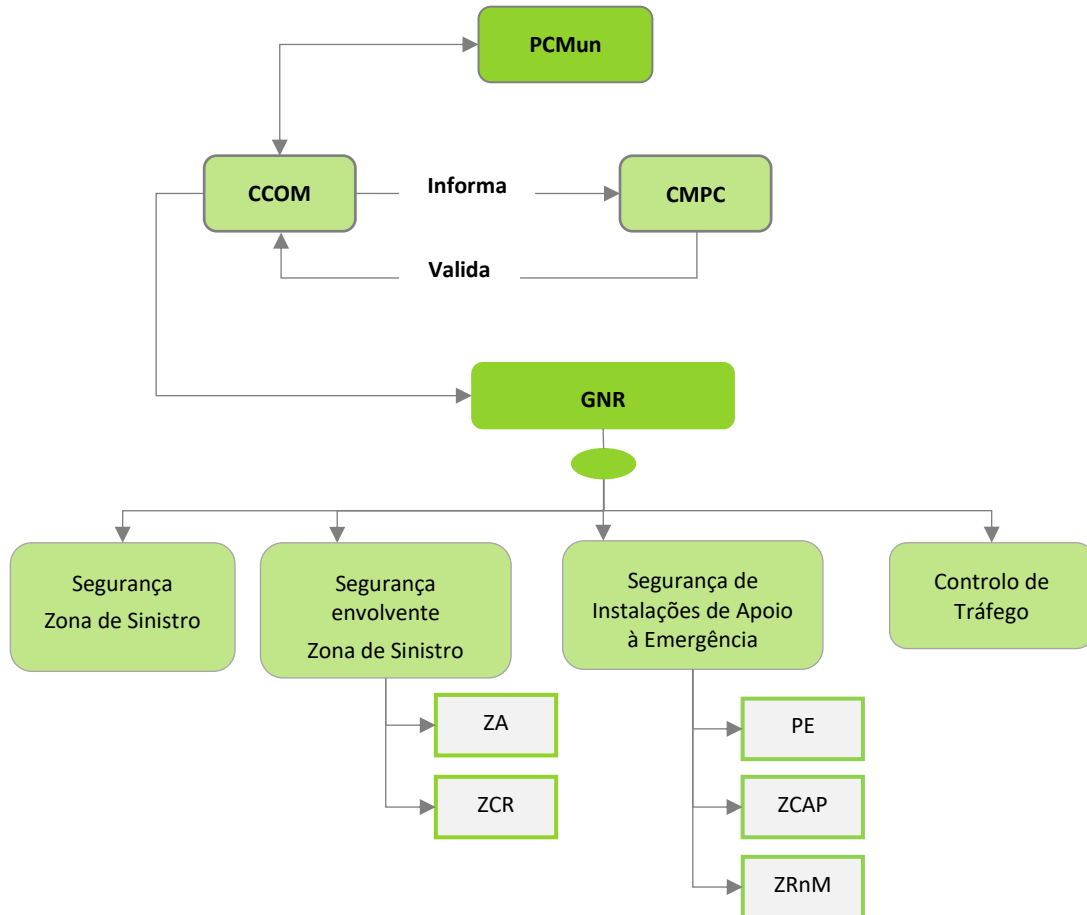 PCMun
CCOM
Informa
CMPC
Valida
GNR
Segurança
Zona de Sinistro
Segurança
envolvente
Zona de Sinistro
Segurança de
Instalações de Apoio
à Emergência
Controlo de
Tráfego
ZA
ZCR
PE
ZCAP
ZRnM